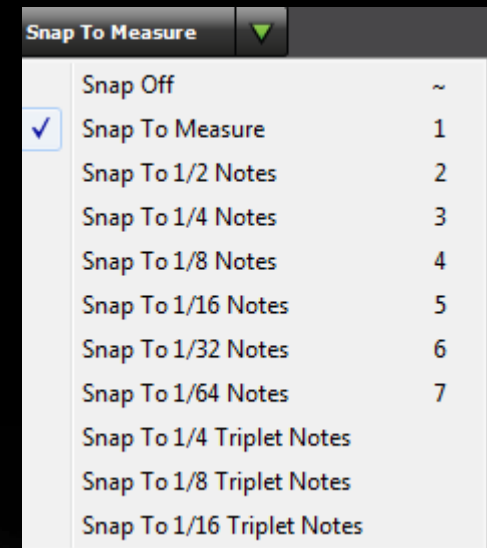 Snap To Measure
Snap Off ~
Snap To Measure 1
Snap To 1/2 Notes 2
Snap To 1/4 Notes 3
Snap To 1/8 Notes 4
Snap To 1/16 Notes 5
Snap To 1/32 Notes 6
Snap To 1/64 Notes 7
Snap To 1/4 Triplet Notes
Snap To 1/8 Triplet Notes
Snap To 1/16 Triplet Notes